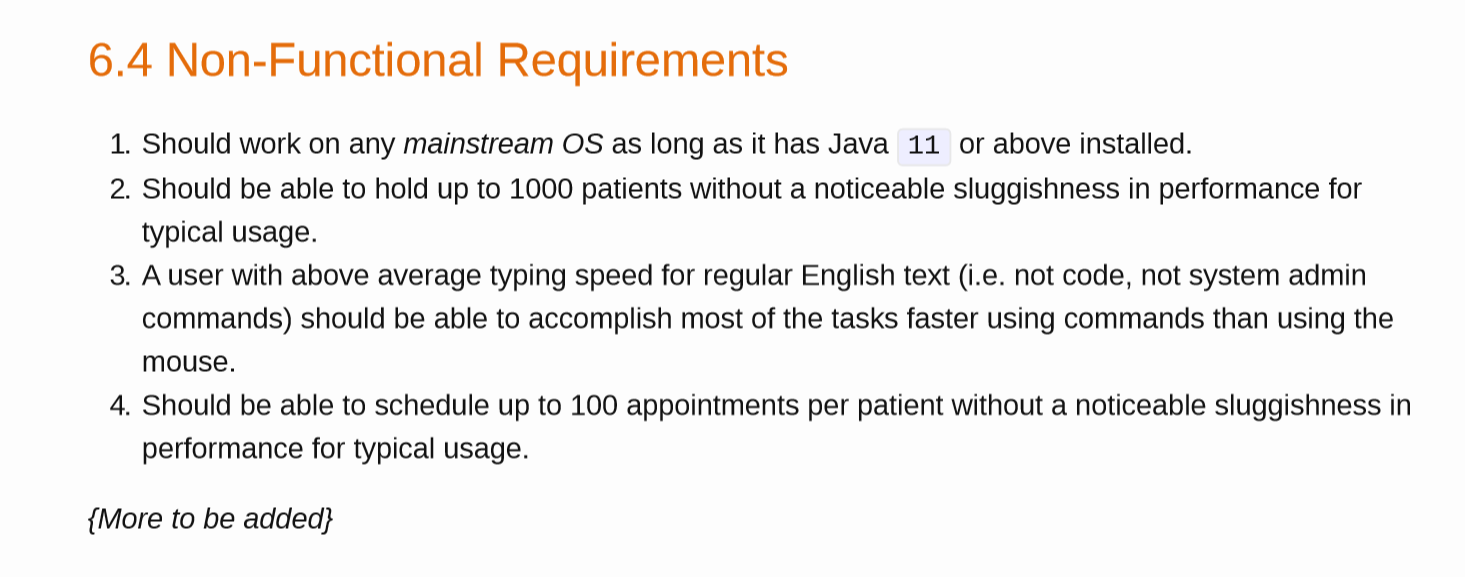 6.4 Non-Functional Requirements
1. Should work on any mainstream OS as long as it has Java 11 or above installed.
2. Should be able to hold up to 1000 patients without a noticeable sluggishness in performance for
typical usage.
3. A user with above average typing speed for regular English text (i.e. not code, not system admin
commands) should be able to accomplish most of the tasks faster using commands than using the
mouse.
4. Should be able to schedule up to 100 appointments per patient without a noticeable sluggishness in
performance for typical usage.
{More to be added}